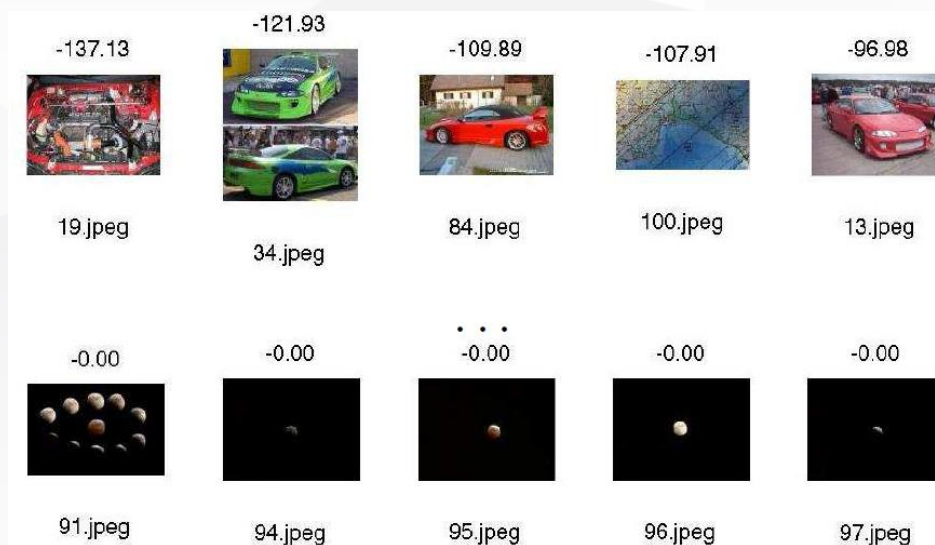 -137.13
-121.93
-109.89
-107.91
-96.98
19.jpeg
34.jpeg
84.jpeg
100.jpeg
13.jpeg
. . .
-0.00
-0.00
-0.00
-0.00
-0.00
91.jpeg
94.jpeg
95.jpeg
96.jpeg
97.jpeg